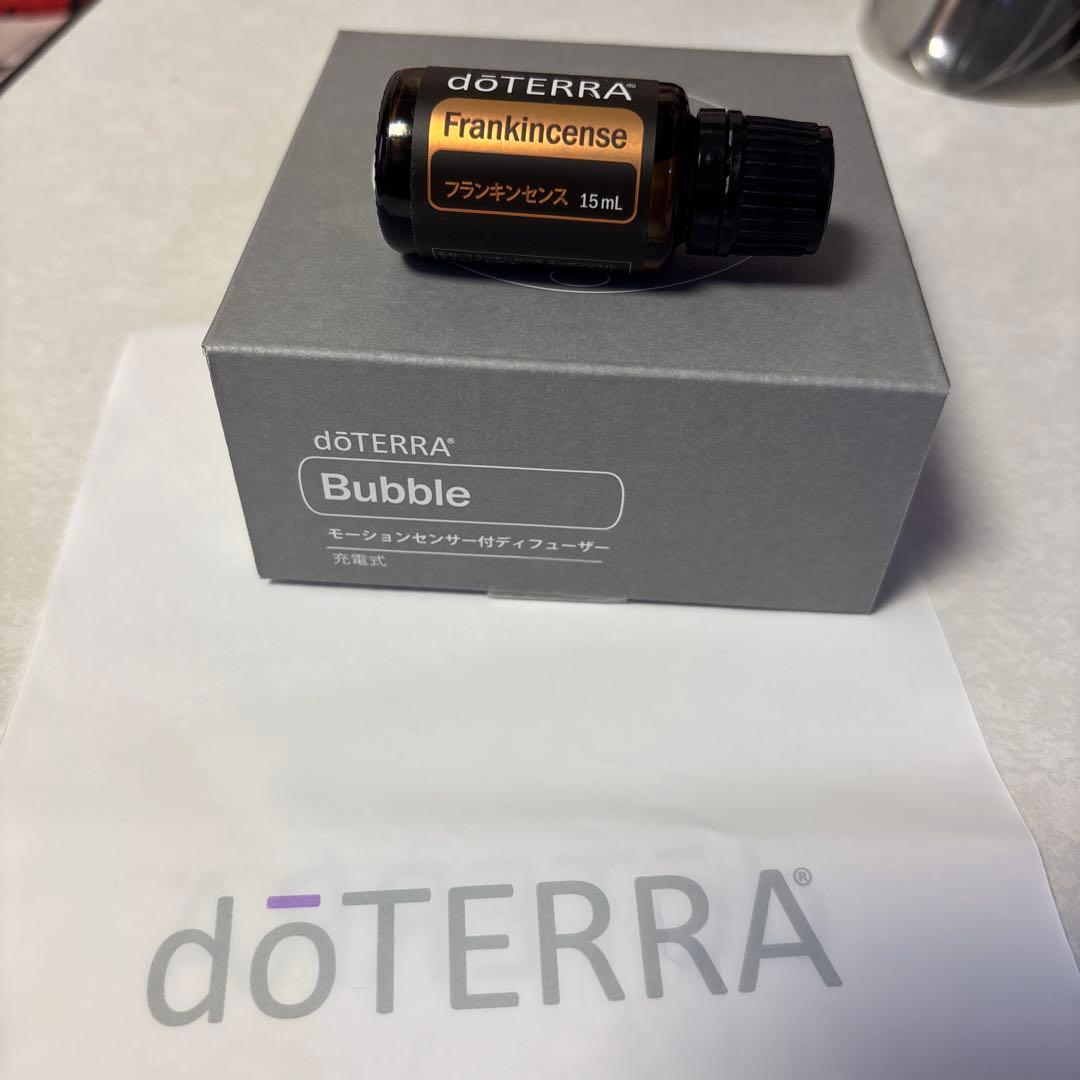 dōTERRA®
Frankincense
フランキンセンス 15mL
dōTERRA®
Bubble
モーションセンサー付ディフューザー
充電式
dōTERRA®